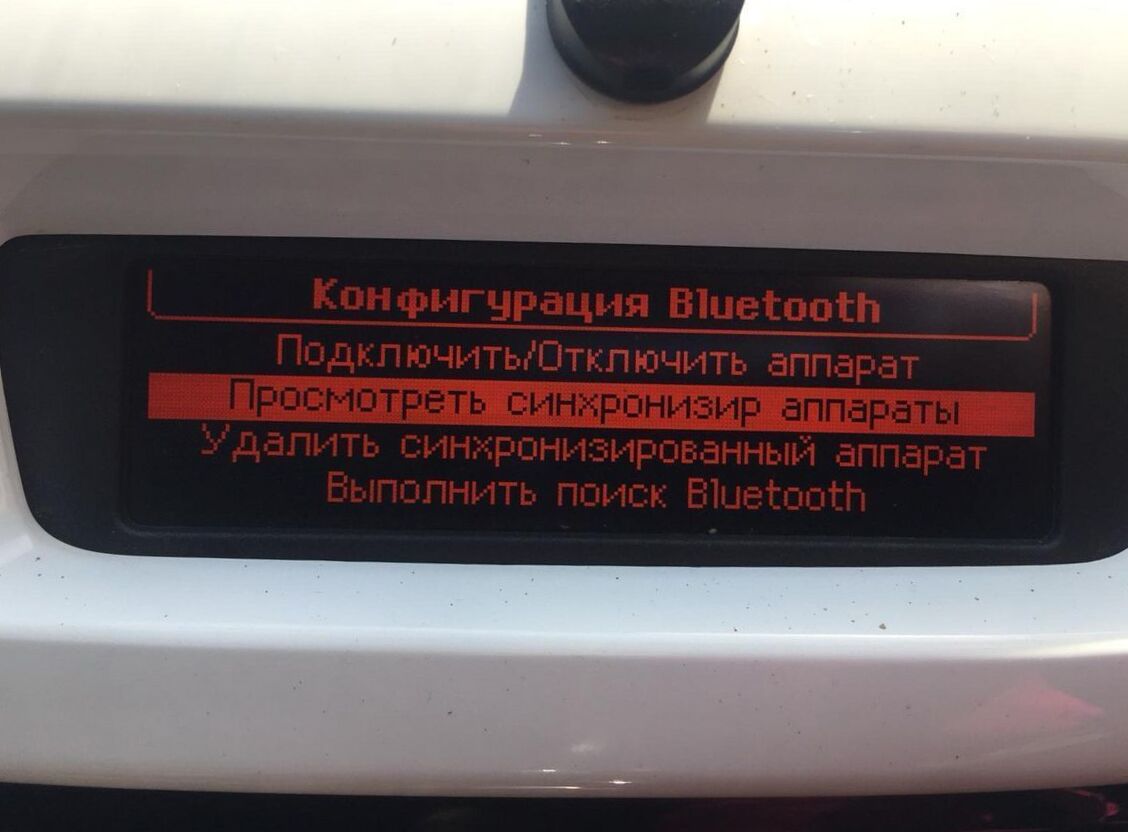 Конфигурация Bluetooth
Подключить/Отключить аппарат
Просмотреть синхронизир аппараты
Удалить синхронизированный аппарат
Выполнить поиск Bluetooth